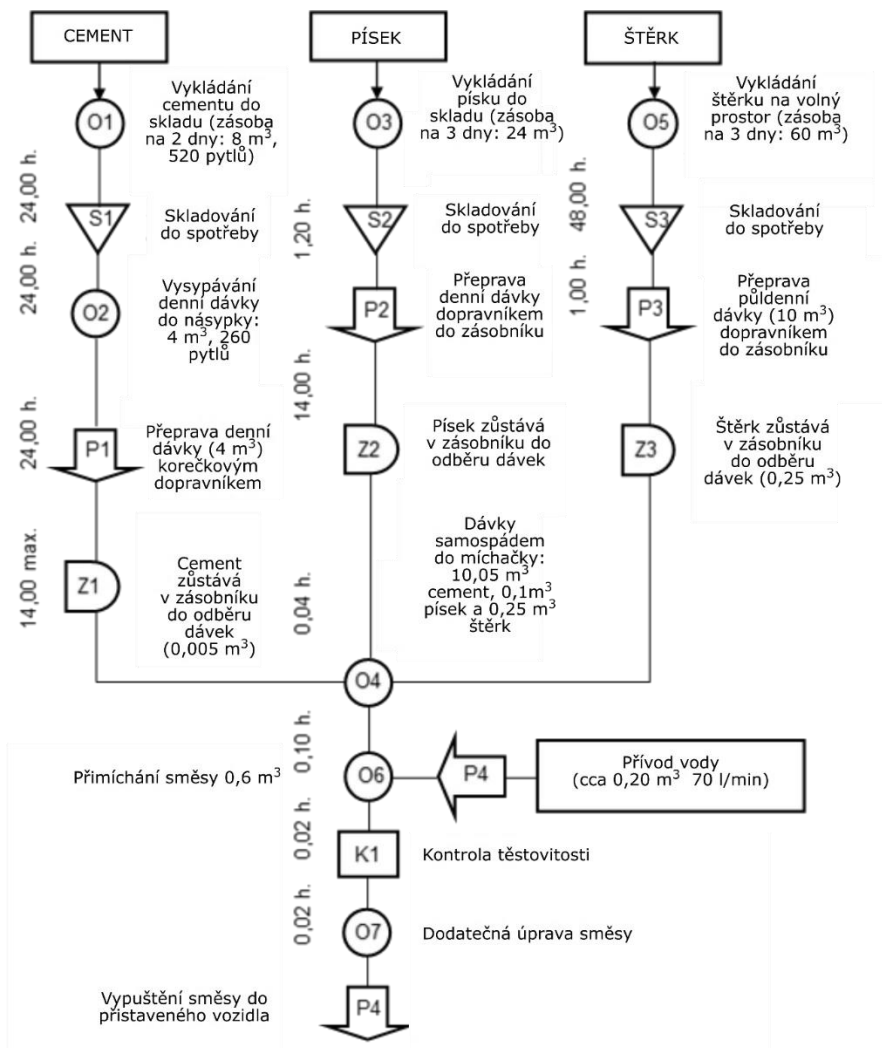 CEMENT
PÍSEK
ŠTĚRK
O1
Vykládání
cementu do
skladu (zásoba
na 2 dny: 8 m³,
520 pytlů)
O3
Vykládání
písku do
skladu (zásoba
na 3 dny: 24 m³)
O5
Vykládání
štěrku na volný
prostor (zásoba
na 3 dny: 60 m³)
24,00 h.
S1
Skladování
do spotřeby
1,20 h.
S2
Skladování
do spotřeby
48,00 h.
S3
Skladování
do spotřeby
24,00 h.
O2
Vysypávání
denní dávky
do násypky:
4 m³, 260
pytlů
P2
Přeprava
denní dávky
dopravníkem
do zásobníku
1,00 h.
P3
Přeprava
půldenní
dávky (10 m³)
dopravníkem
do zásobníku
24,00 h.
P1
Přeprava denní
dávky (4 m³)
korečkovým
dopravníkem
14,00 h.
Z2
Písek zůstává
v zásobníku do
odběru dávek
Z3
Štěrk zůstává
v zásobníku
do odběru
dávek (0,25 m³)
14,00 max.
Z1
Cement
zůstává
v zásobníku
do odběru
dávek
(0,005 m³)
0,04 h.
Dávky
samospádem
do míchačky:
10,05 m³
cement, 0,1m³
písek a 0,25 m³
štěrk
O4
0,10 h.
Přimíchání směsy 0,6 m³
O6
P4
Přívod vody
(cca 0,20 m³ 70 l/min)
0,02 h.
K1
Kontrola těstovitosti
0,02 h.
O7
Dodatečná úprava směsy
Vypuštění směsy do
přistaveného vozidla
P4